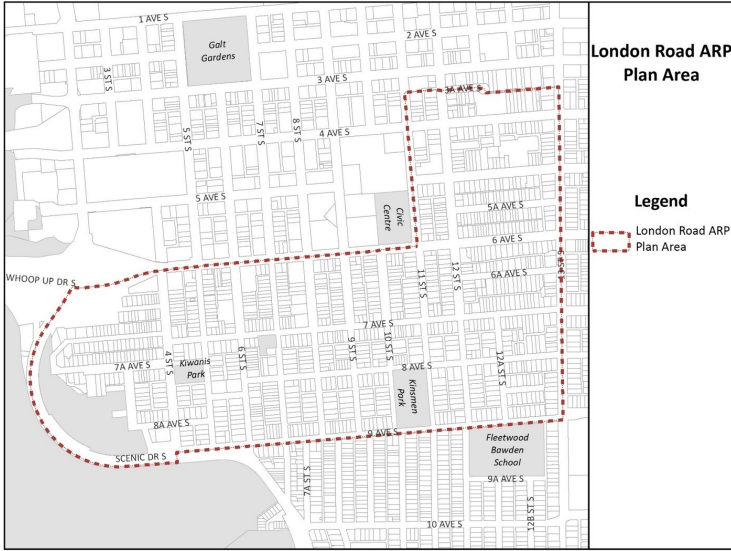 1 AVE S
Galt
Gardens
2 AVE S
3 ST S
3 AVE S
3A AVE S
5 ST S
7 ST S
8 ST S
4 AVE S
5 AVE S
Civic
Centre
5A AVE S
6 AVE S
WHOOP UP DR S
11 ST S
12 ST S
6A AVE S
7 AVE S
4 ST S
Kiwanis
Park
6 ST S
9 ST S
10 ST S
7A AVE S
8 AVE S
12A ST S
Kinsmen
Park
8A AVE S
9 AVE S
SCENIC DR S
Fleetwood
Bawden
School
7A ST S
9A AVE S
12B ST S
10 AVE S
London Road ARP
Plan Area
Legend
London Road ARP
Plan Area